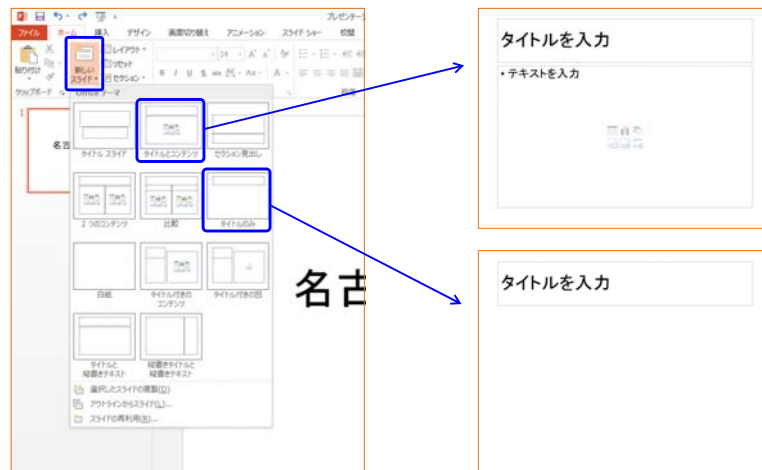 プレゼンテー
ファイル ホーム 挿入 デザイン 画面切り替え アニメーション スライド ショー 校閲
レイアウト
リセット
セクション
貼り付け
新しい
スライド
24
B I U S abc AV Aa A
クリップボード
Office テーマ
段落
1
名古
タイトル スライド タイトルとコンテンツ セクション見出し
2 つのコンテンツ 比較 タイトルのみ
白紙 タイトル付きの
コンテンツ タイトル付きの図
タイトルと
縦書きテキスト 縦書きタイトルと
縦書きテキスト
選択したスライドの複製(D)
アウトラインからスライド(L)...
スライドの再利用(R)...
名古
タイトルを入力
・テキストを入力
タイトルを入力